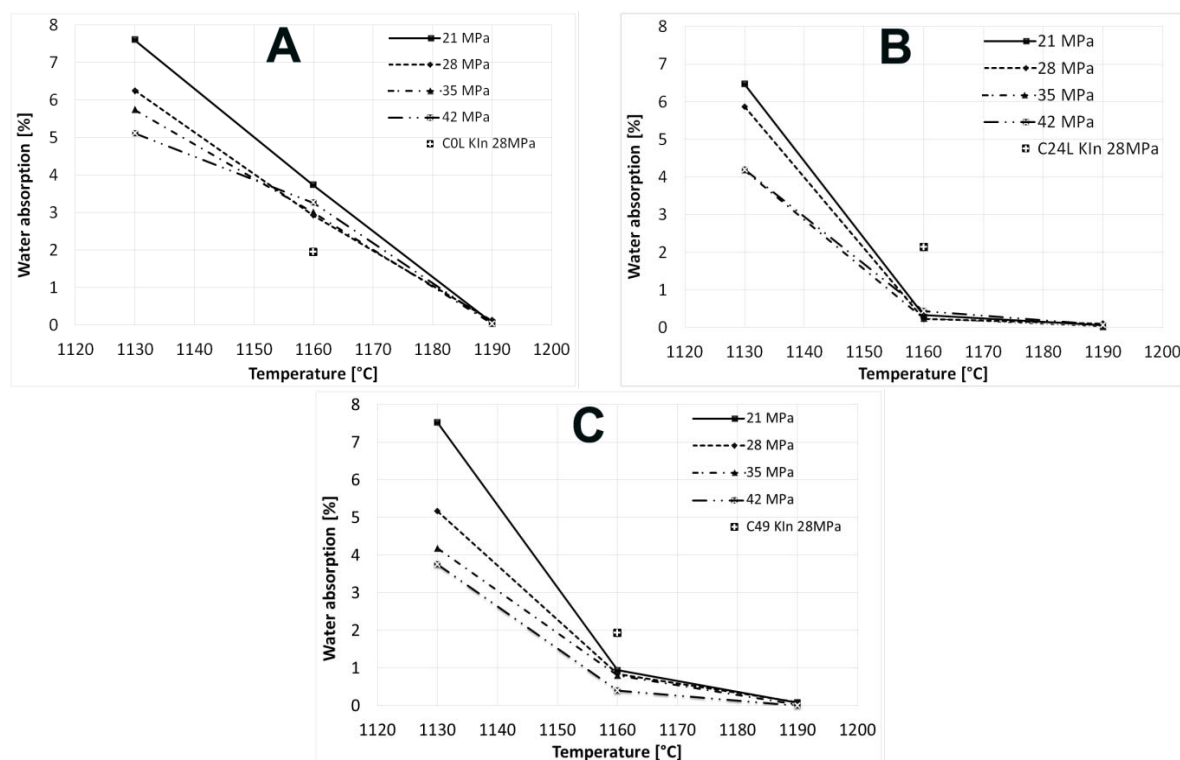 A
8
7
6
5
4
3
2
1
0
Water absorption [%]
21 MPa
28 MPa
35 MPa
42 MPa
C0L KIn 28MPa
1120 1130 1140 1150 1160 1170 1180 1190 1200
Temperature [°C]
B
8
7
6
5
4
3
2
1
0
Water absorption [%]
21 MPa
28 MPa
35 MPa
42 MPa
C24L KIn 28MPa
1120 1130 1140 1150 1160 1170 1180 1190 1200
Temperature [°C]
C
8
7
6
5
4
3
2
1
0
Water absorption [%]
21 MPa
28 MPa
35 MPa
42 MPa
C49 KIn 28MPa
1120 1130 1140 1150 1160 1170 1180 1190 1200
Temperature [°C]